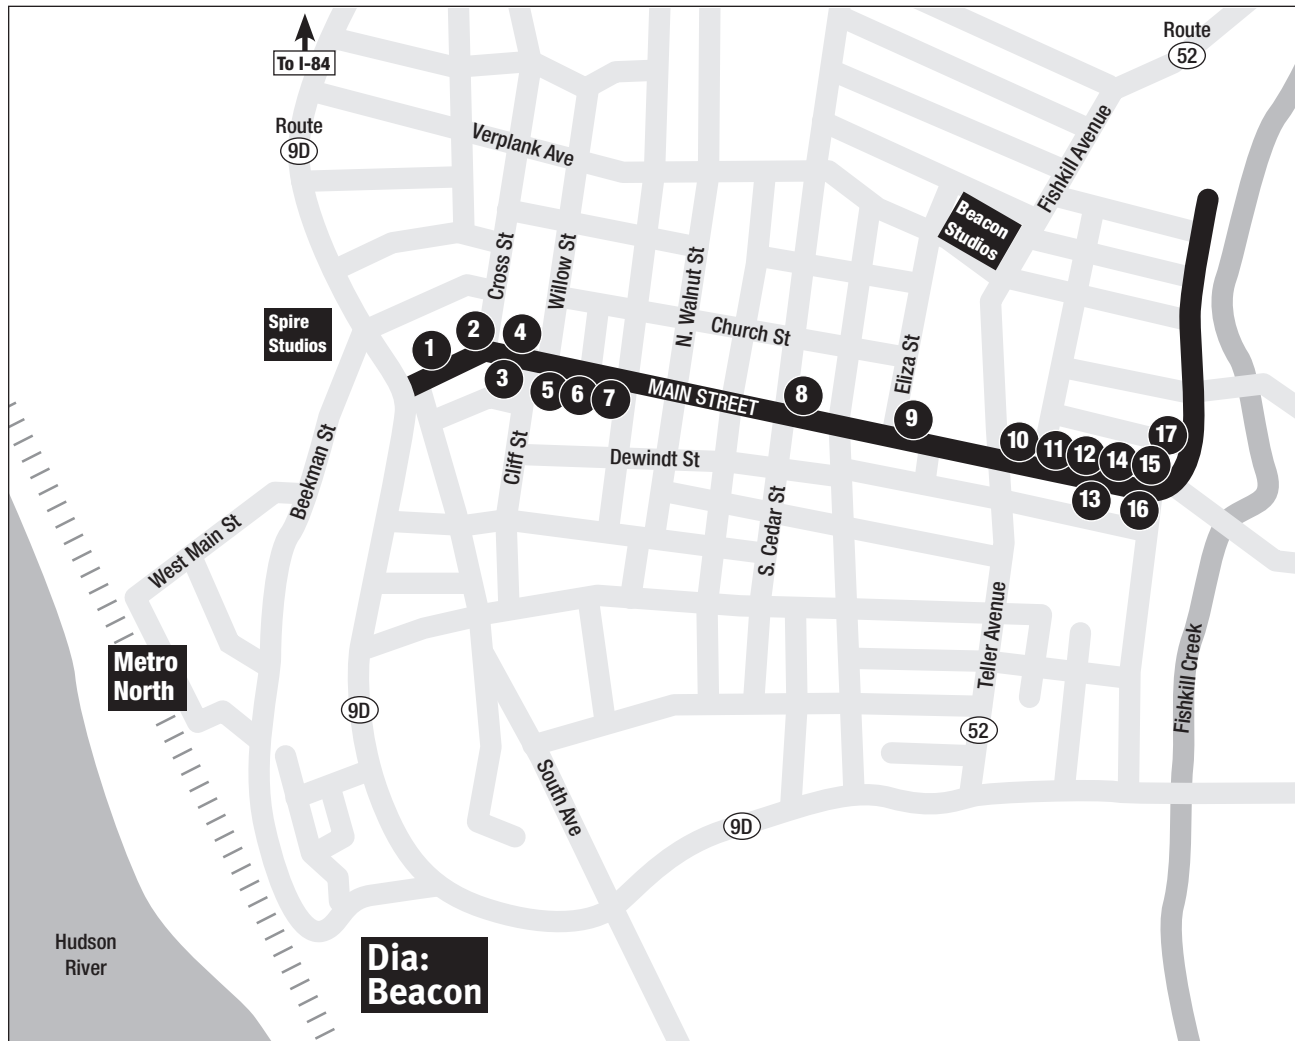 Route
52
To I-84
Route
9D
Verplank Ave
Fishkill Avenue
Beacon
Studios
Cross St
Willow St
N. Walnut St
Church St
Eliza St
Spire
Studios
1
2
4
3
5
6
7
MAIN STREET
8
9
10
11
12
14
15
17
13
16
Beekman St
Cliff St
Dewindt St
S. Cedar St
West Main St
Teller Avenue
Fishkill Creek
Metro
North
9D
52
South Ave
9D
Hudson
River
Dia:
Beacon